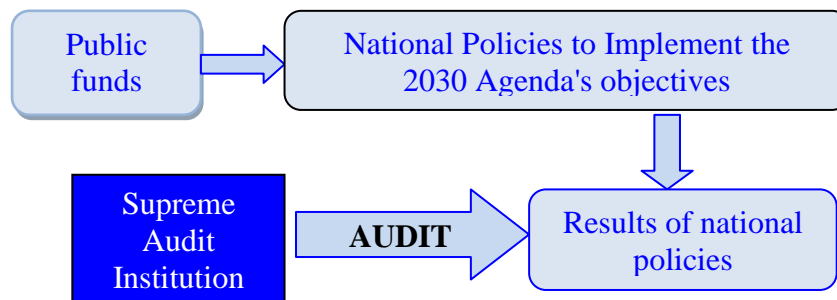 Public
funds
National Policies to Implement the
2030 Agenda's objectives
Supreme
Audit
Institution
AUDIT
Results of national
policies